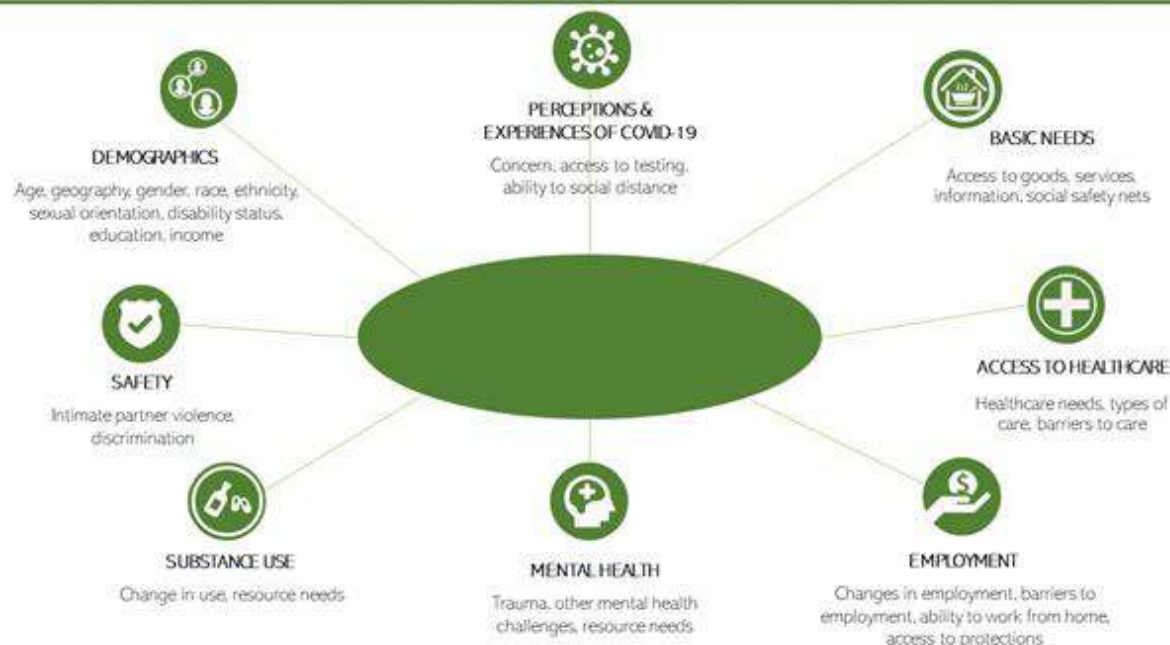 PERCEPTIONS &
EXPERIENCES OF COVID-19
Concern, access to testing,
ability to social distance
DEMOGRAPHICS
Age, geography, gender, race, ethnicity,
sexual orientation, disability status,
education, income
BASIC NEEDS
Access to goods, services,
information, social safety nets
SAFETY
Intimate partner violence,
discrimination
ACCESS TO HEALTHCARE
Healthcare needs, types of
care, barriers to care
SUBSTANCE USE
Change in use, resource needs
MENTAL HEALTH
Trauma, other mental health
challenges, resource needs
$
EMPLOYMENT
Changes in employment, barriers to
employment, ability to work from home,
access to protections